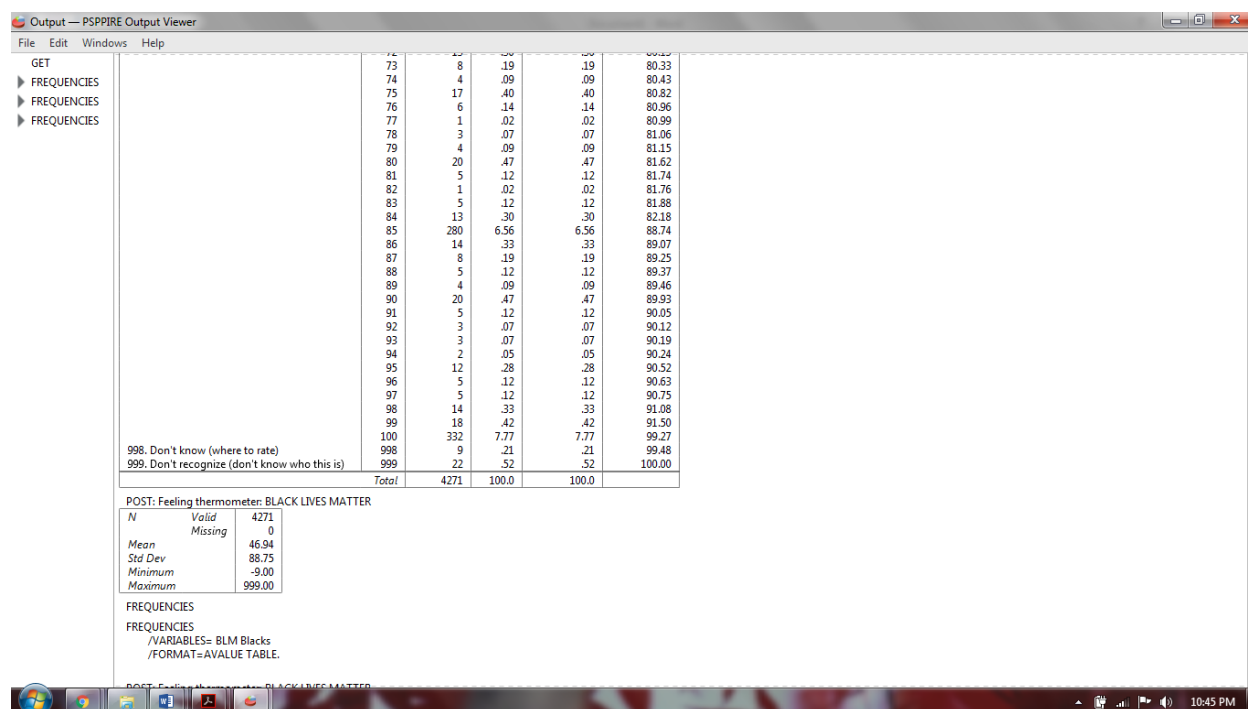 Output — PSPPIRE Output Viewer
File Edit Windows Help
GET
FREQUENCIES
FREQUENCIES
FREQUENCIES
73 8 .19 .19 80.33
74 4 .09 .09 80.43
75 17 .40 .40 80.82
76 6 .14 .14 80.96
77 1 .02 .02 80.99
78 3 .07 .07 81.06
79 4 .09 .09 81.15
80 20 .47 .47 81.62
81 5 .12 .12 81.74
82 1 .02 .02 81.76
83 5 .12 .12 81.88
84 13 .30 .30 82.18
85 280 6.56 6.56 88.74
86 14 .33 .33 89.07
87 8 .19 .19 89.25
88 5 .12 .12 89.37
89 4 .09 .09 89.46
90 20 .47 .47 89.93
91 5 .12 .12 90.05
92 3 .07 .07 90.12
93 3 .07 .07 90.19
94 2 .05 .05 90.24
95 12 .28 .28 90.52
96 5 .12 .12 90.63
97 5 .12 .12 90.75
98 14 .33 .33 91.08
99 18 .42 .42 91.50
100 332 7.77 7.77 99.27
998. Don't know (where to rate) 998 9 .21 .21 99.48
999. Don't recognize (don't know who this is) 999 22 .52 .52 100.00
Total 4271 100.0 100.0
POST: Feeling thermometer: BLACK LIVES MATTER
N Valid 4271
Missing 0
Mean 46.94
Std Dev 88.75
Minimum -9.00
Maximum 999.00
FREQUENCIES
FREQUENCIES
/VARIABLES= BLM Blacks
/FORMAT=AVALUE TABLE.
POST: Feeling thermometer: BLACK LIVES MATTER
10:45 PM